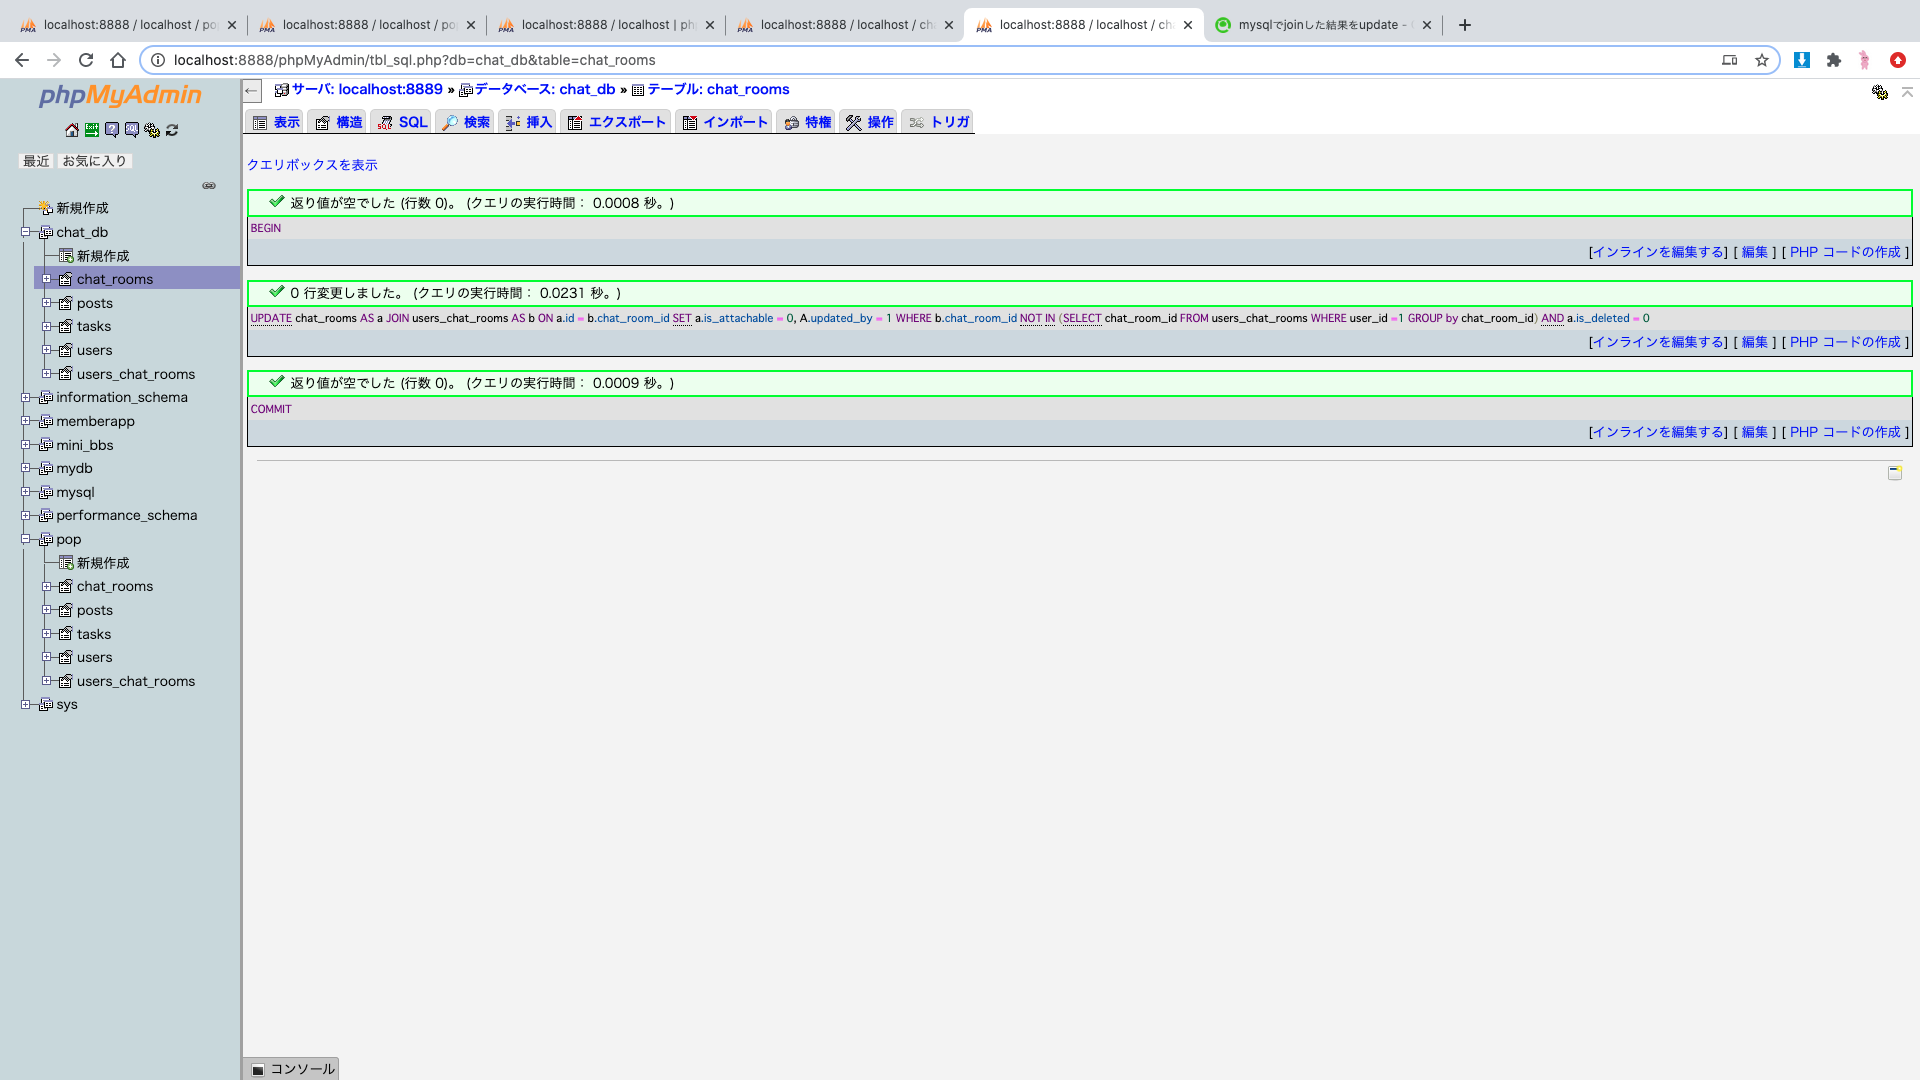 localhost:8888 / localhost / po
localhost:8888 / localhost / po
localhost:8888 / localhost | ph
localhost:8888 / localhost / ch
localhost:8888 / localhost / ch
mysqlでjoinした結果をupdate -
localhost:8888/phpMyAdmin/tbl_sql.php?db=chat_db&table=chat_rooms
phpMyAdmin
最近 お気に入り
新規作成
chat_db
新規作成
chat_rooms
posts
tasks
users
users_chat_rooms
information_schema
memberapp
mini_bbs
mydb
mysql
performance_schema
pop
新規作成
chat_rooms
posts
tasks
users
users_chat_rooms
sys
サーバ: localhost:8889 » データベース: chat_db » テーブル: chat_rooms
表示 構造 SQL 検索 挿入 エクスポート インポート 特権 操作 トリガ
クエリボックスを表示
返り値が空でした (行数 0)。 (クエリの実行時間： 0.0008 秒。)
BEGIN
[インラインを編集する] [ 編集 ] [ PHP コードの作成 ]
0 行変更しました。 (クエリの実行時間： 0.0231 秒。)
UPDATE chat_rooms AS a JOIN users_chat_rooms AS b ON a.id = b.chat_room_id SET a.is_attachable = 0, A.updated_by = 1 WHERE b.chat_room_id NOT IN (SELECT chat_room_id FROM users_chat_rooms WHERE user_id =1 GROUP by chat_room_id) AND a.is_deleted = 0
[インラインを編集する] [ 編集 ] [ PHP コードの作成 ]
返り値が空でした (行数 0)。 (クエリの実行時間： 0.0009 秒。)
COMMIT
[インラインを編集する] [ 編集 ] [ PHP コードの作成 ]
コンソール